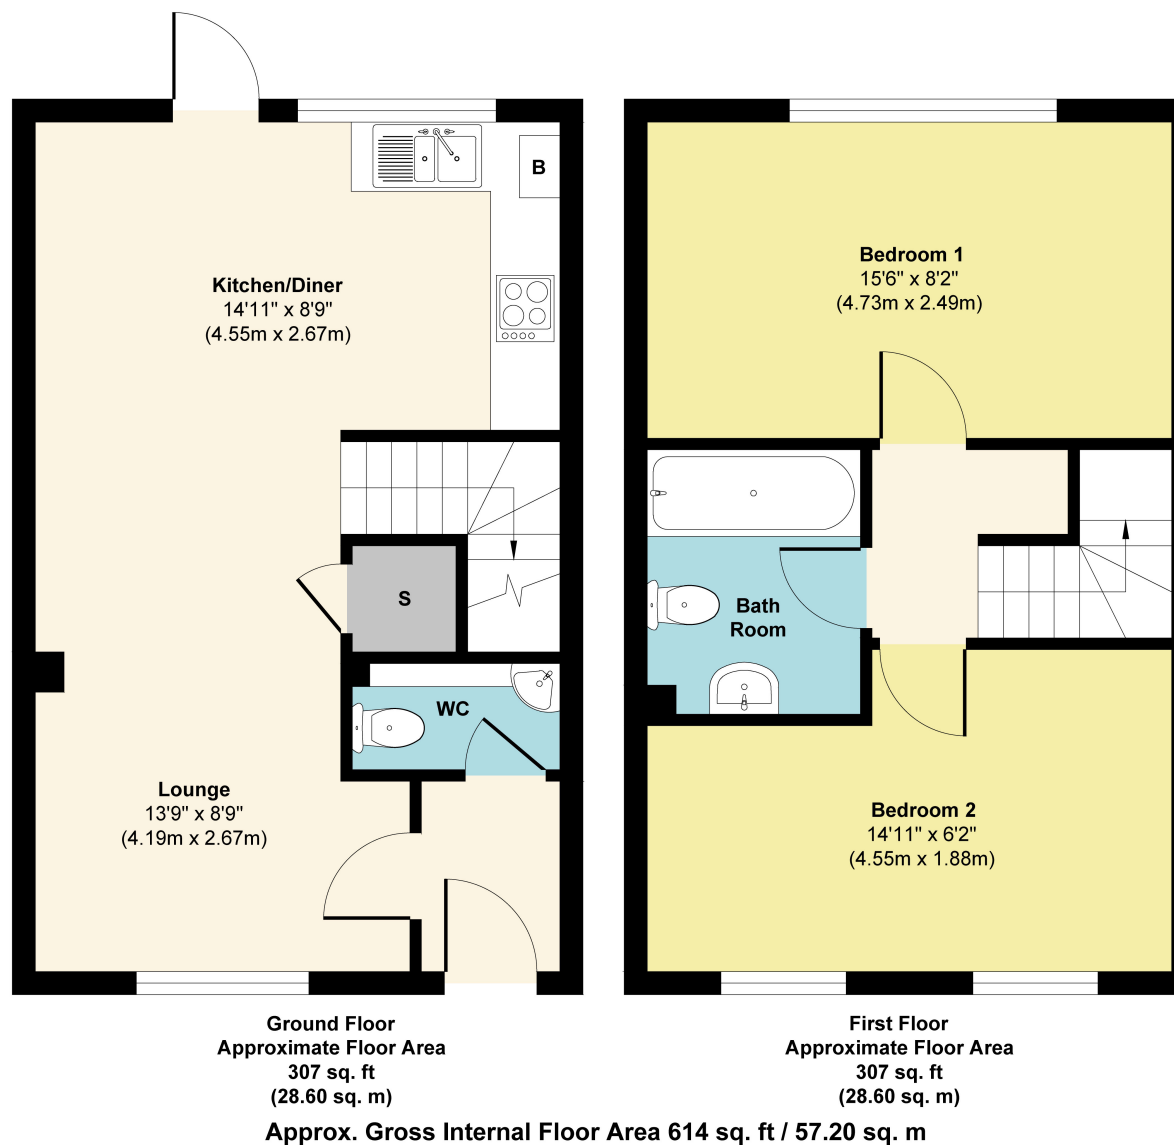 B
Kitchen/Diner
14'11" x 8'9"
(4.55m x 2.67m)
S
WC
Lounge
13'9" x 8'9"
(4.19m x 2.67m)
Ground Floor
Approximate Floor Area
307 sq. ft
(28.60 sq. m)
Bedroom 1
15'6" x 8'2"
(4.73m x 2.49m)
Bath
Room
Bedroom 2
14'11" x 6'2"
(4.55m x 1.88m)
First Floor
Approximate Floor Area
307 sq. ft
(28.60 sq. m)
Approx. Gross Internal Floor Area 614 sq. ft / 57.20 sq. m